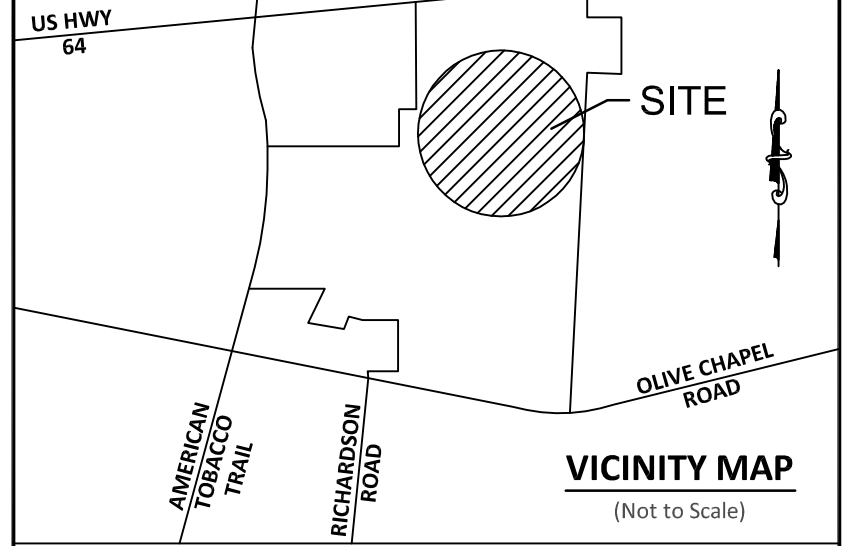 US HWY
64
SITE
OLIVE CHAPEL
ROAD
AMERICAN
TOBACCO
TRAIL
RICHARDSON
ROAD
VICINITY MAP
(Not to Scale)